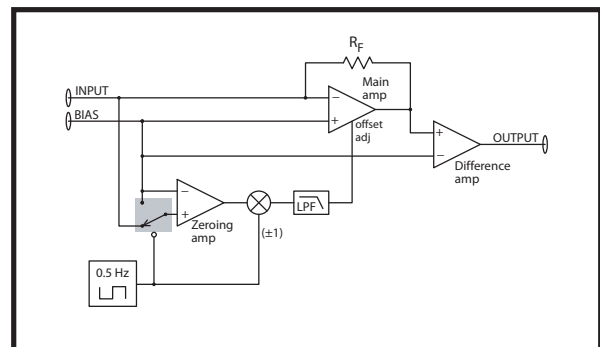 R_F
INPUT
Main
amp
−
BIAS
+
offset
adj
+
OUTPUT
−
Difference
amp
−
+
LPF
Zeroing
amp
(±1)
0.5 Hz